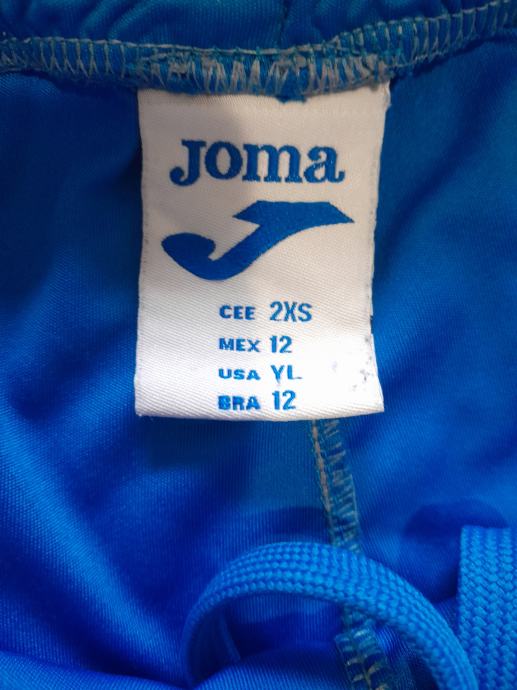 Joma
CEE 2XS
MEX 12
USA YL
BRA 12